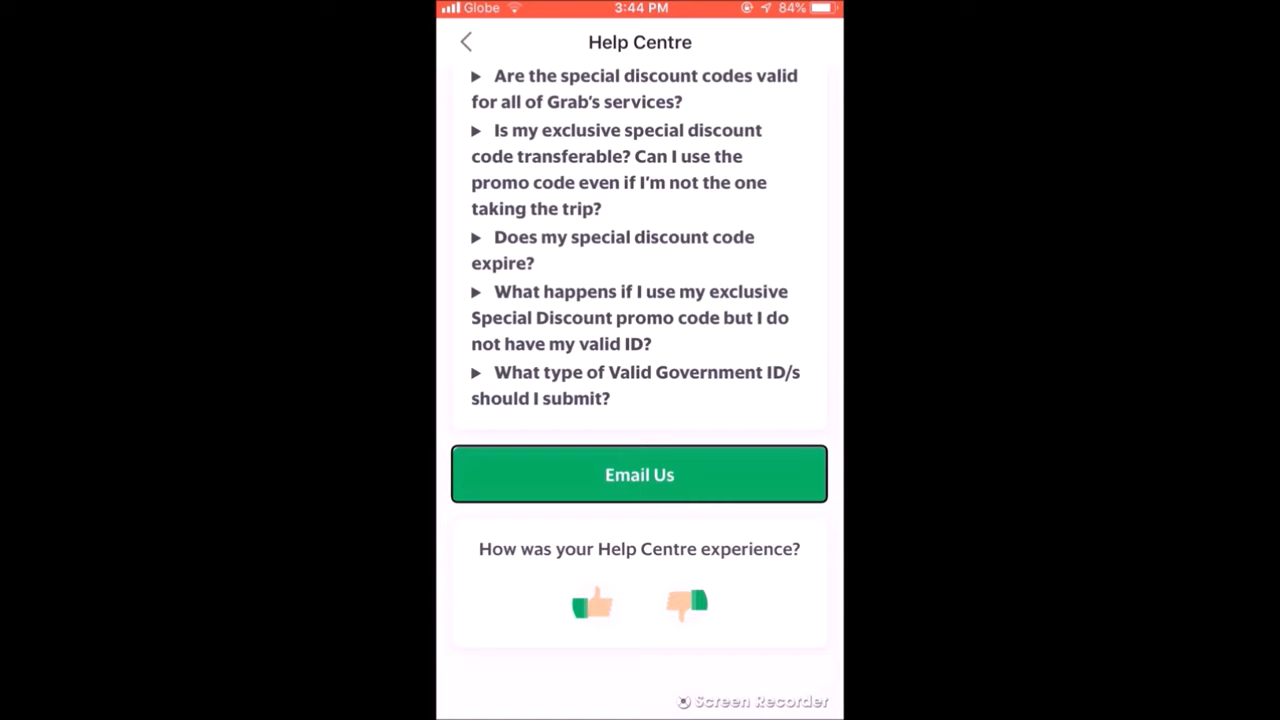 Globe 3:44 PM 84%
Help Centre
▶ Are the special discount codes valid
for all of Grab's services?
▶ Is my exclusive special discount
code transferable? Can I use the
promo code even if I'm not the one
taking the trip?
▶ Does my special discount code
expire?
▶ What happens if I use my exclusive
Special Discount promo code but I do
not have my valid ID?
▶ What type of Valid Government ID/s
should I submit?
Email Us
How was your Help Centre experience?
Screen Recorder